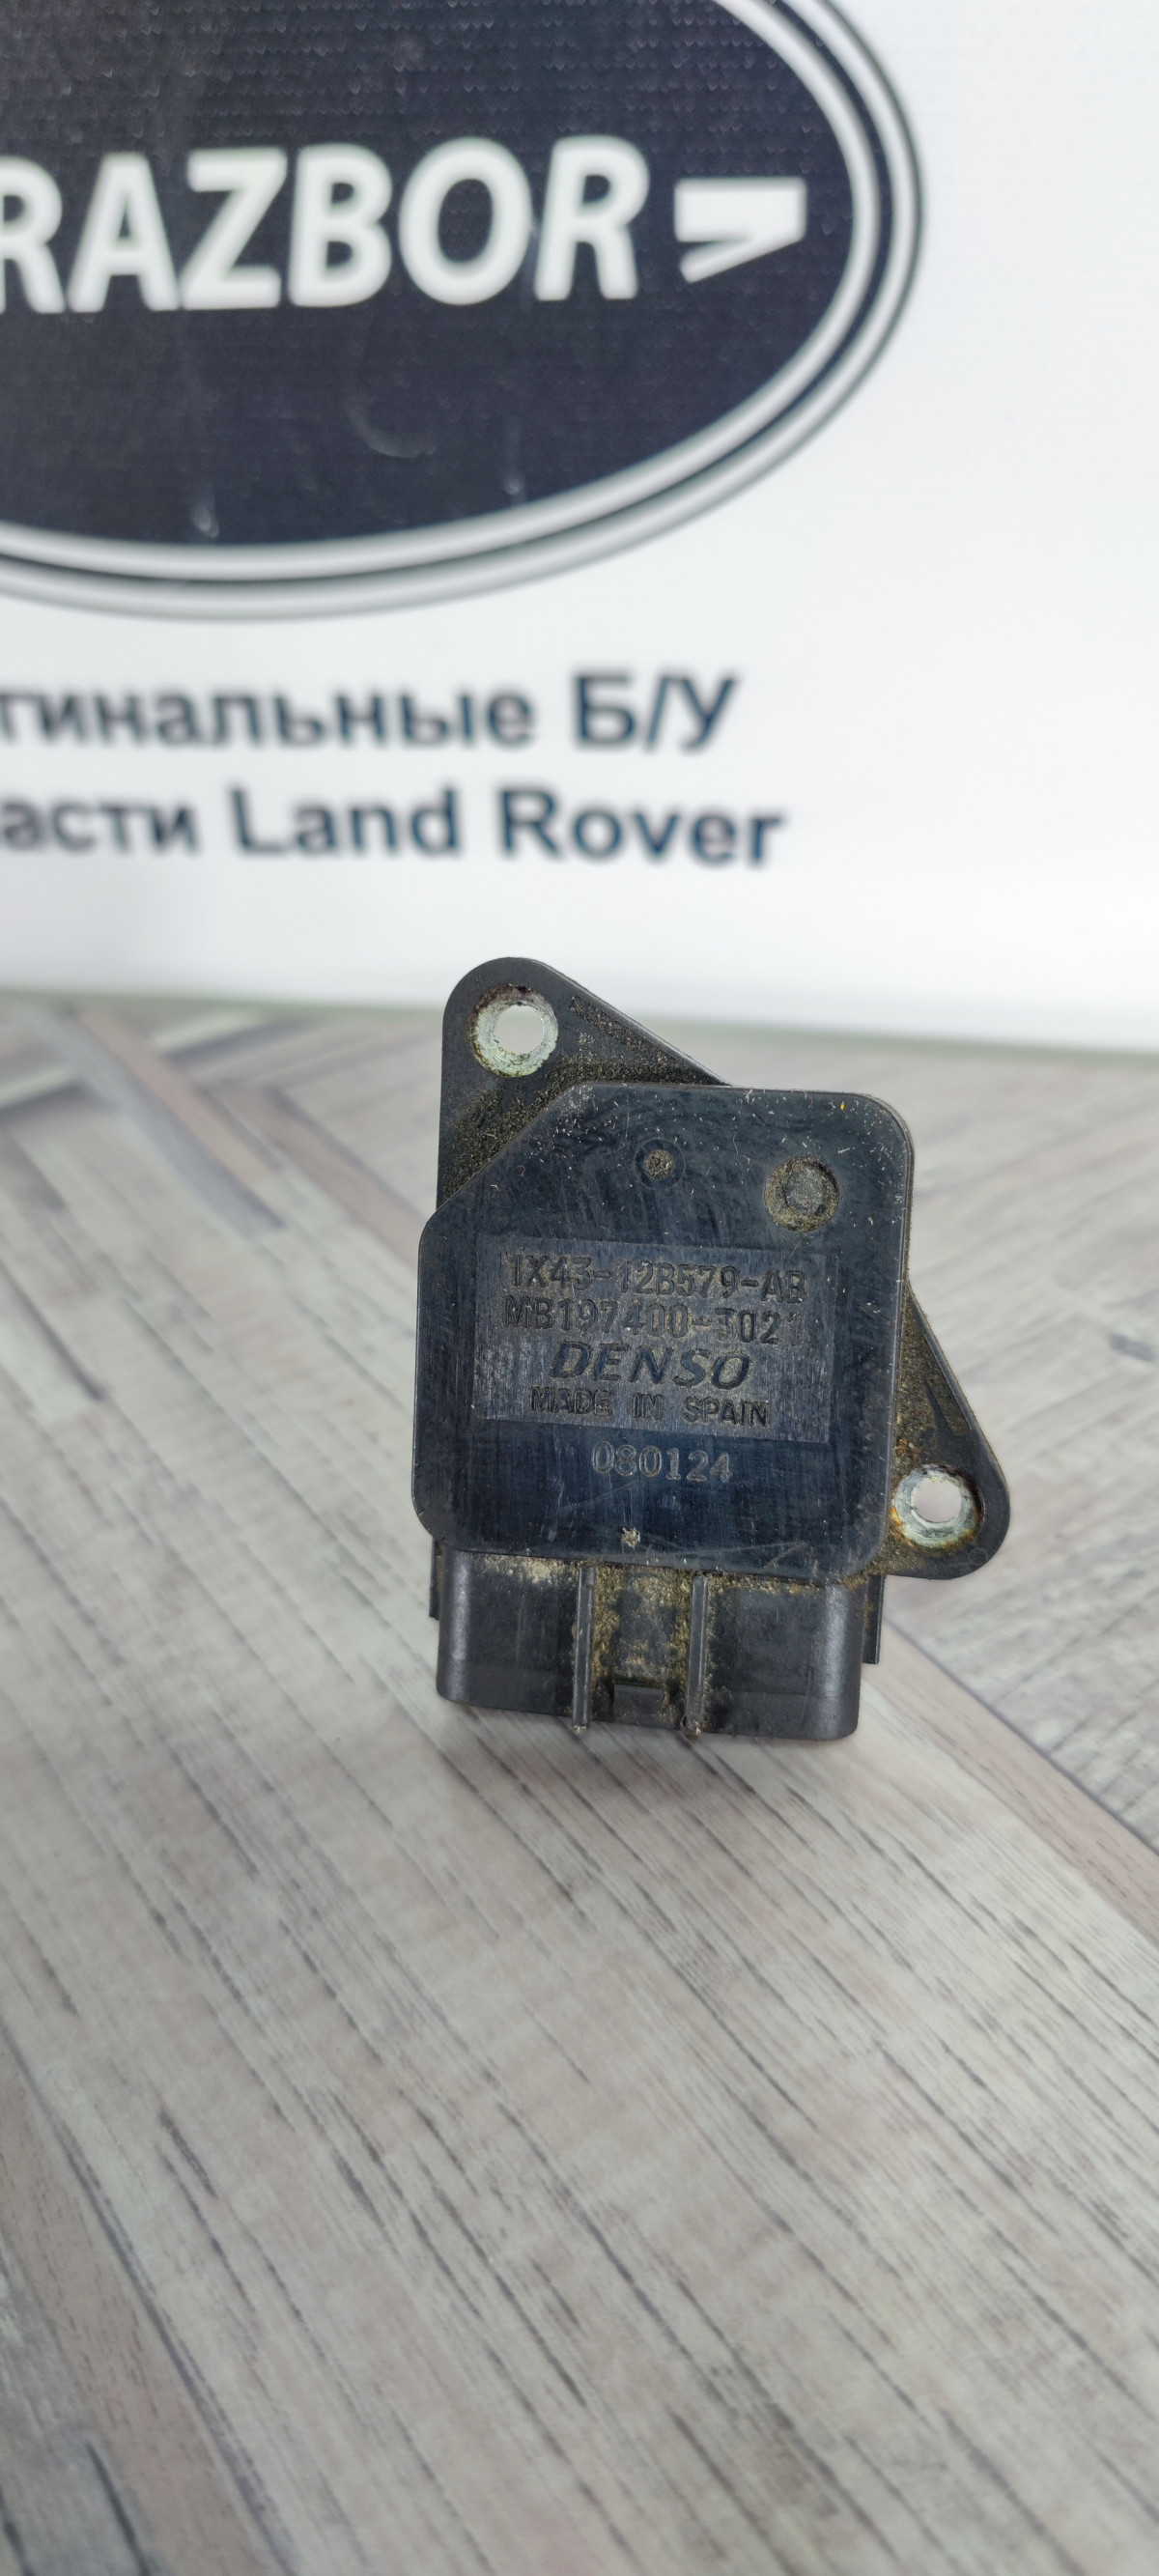 RAZBOR
гинальные Б/У
асти Land Rover
1X43-12B579-AB
MB197400-3021
DENSO
MADE IN SPAIN
080124